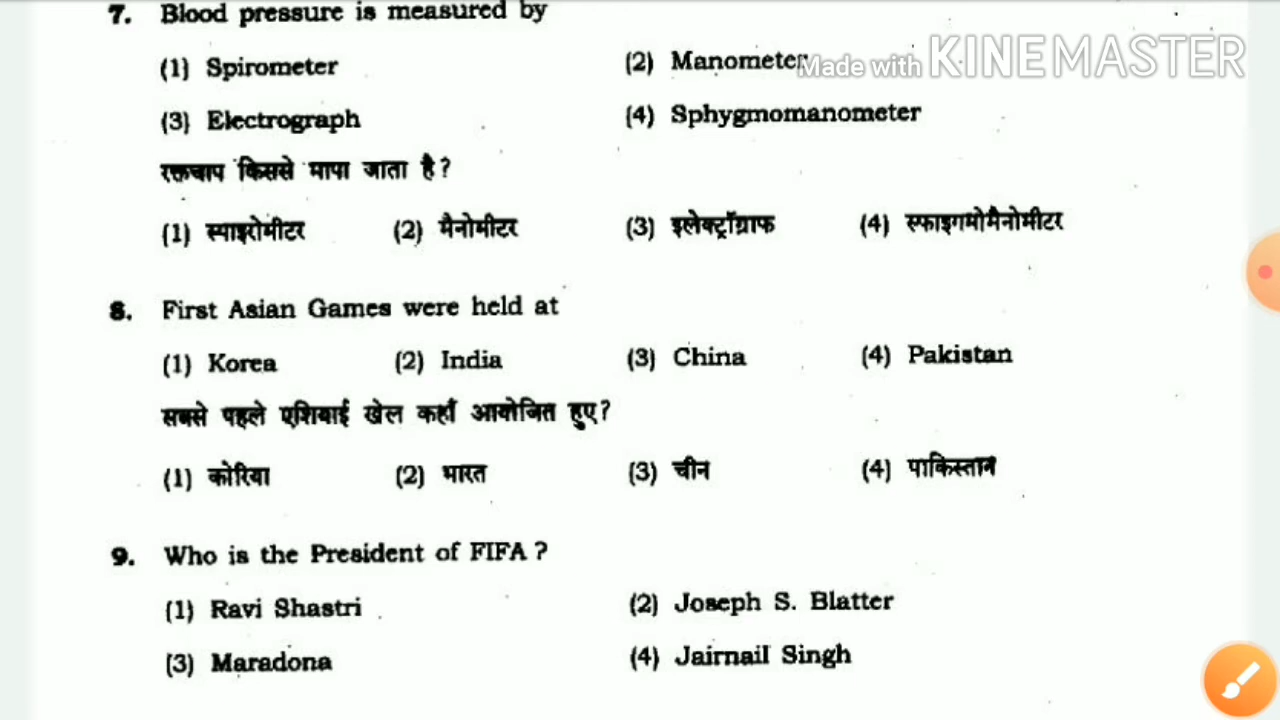 7. Blood pressure is measured by
(1) Spirometer (2) Manometer
Made with KINEMASTER
(3) Electrograph (4) Sphygmomanometer
रक्तचाप किससे मापा जाता है?
(1) स्पाइरोमीटर (2) मैनोमीटर (3) इलेक्ट्रॉग्राफ (4) स्फाइगमोमैनोमीटर
8. First Asian Games were held at
(1) Korea (2) India (3) China (4) Pakistan
सबसे पहले एशियाई खेल कहाँ आयोजित हुए?
(1) कोरिया (2) भारत (3) चीन (4) पाकिस्तान
9. Who is the President of FIFA?
(1) Ravi Shastri (2) Joseph S. Blatter
(3) Maradona (4) Jairnail Singh